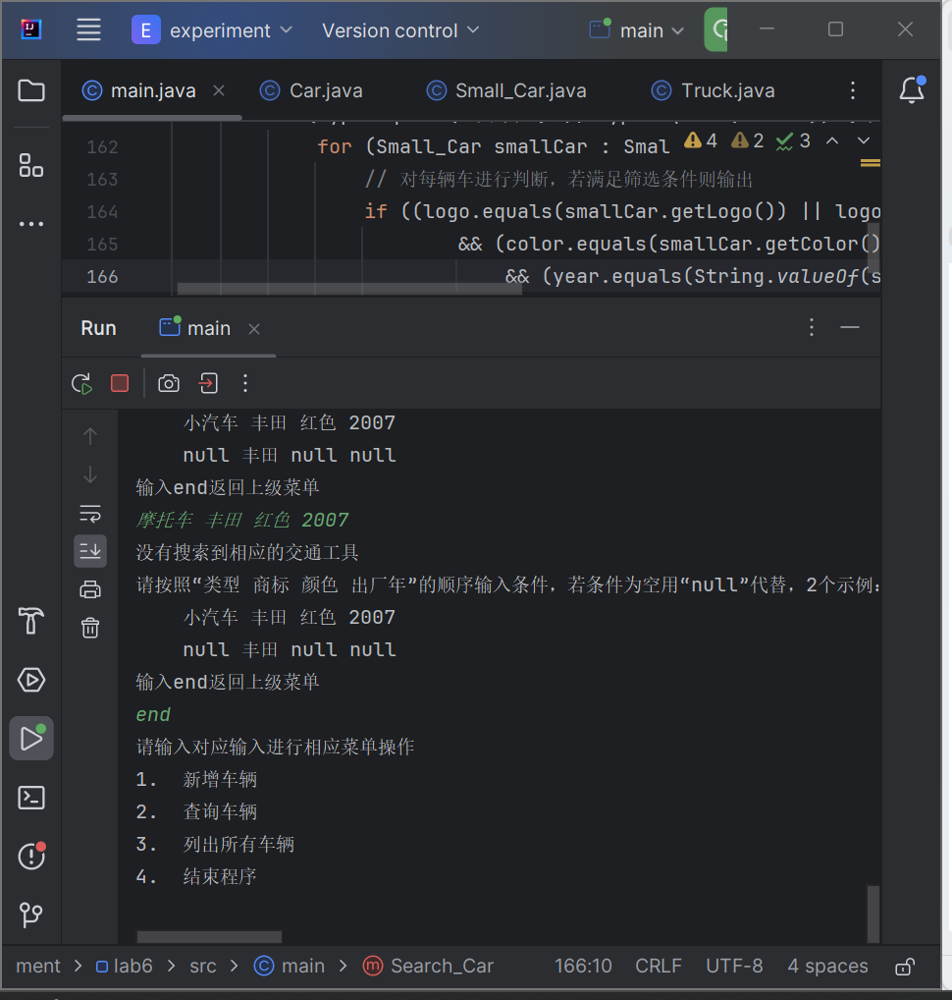 E experiment Version control main
main.java Car.java Small_Car.java Truck.java
4 2 3
162 for (Small_Car smallCar : Smal
163 // 对每辆车进行判断，若满足筛选条件则输出
164 if ((logo.equals(smallCar.getLogo()) || logo
165 && (color.equals(smallCar.getColor()
166 && (year.equals(String.valueOf(s
Run main
小汽车 丰田 红色 2007
null 丰田 null null
输入end返回上级菜单
摩托车 丰田 红色 2007
没有搜索到相应的交通工具
请按照“类型 商标 颜色 出厂年”的顺序输入条件，若条件为空用“null”代替，2个示例：
小汽车 丰田 红色 2007
null 丰田 null null
输入end返回上级菜单
end
请输入对应输入进行相应菜单操作
1. 新增车辆
2. 查询车辆
3. 列出所有车辆
4. 结束程序
ment lab6 src main Search_Car 166:10 CRLF UTF-8 4 spaces